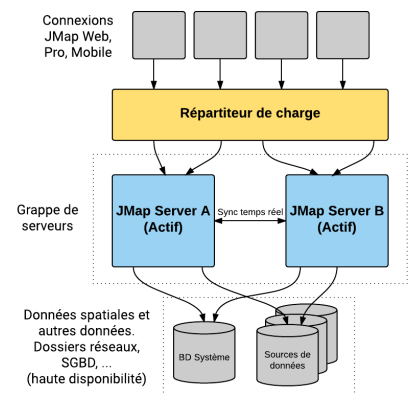 Connexions
JMap Web,
Pro, Mobile
Répartiteur de charge
Grappe de
serveurs
JMap Server A
(Actif)
Sync temps réel
JMap Server B
(Actif)
Données spatiales et
autres données.
Dossiers réseaux,
SGBD, ...
(haute disponibilité)
BD Système
Sources de
données